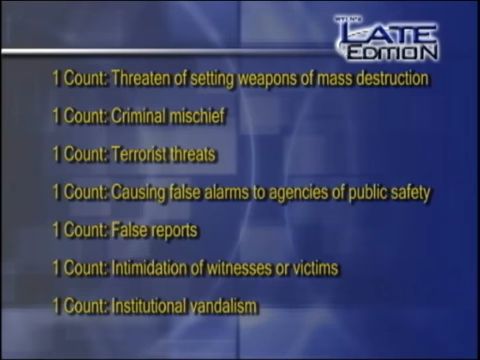 LATE
EDITION
1 Count: Threaten of setting weapons of mass destruction
1 Count: Criminal mischief
1 Count: Terrorist threats
1 Count: Causing false alarms to agencies of public safety
1 Count: False reports
1 Count: Intimidation of witnesses or victims
1 Count: Institutional vandalism